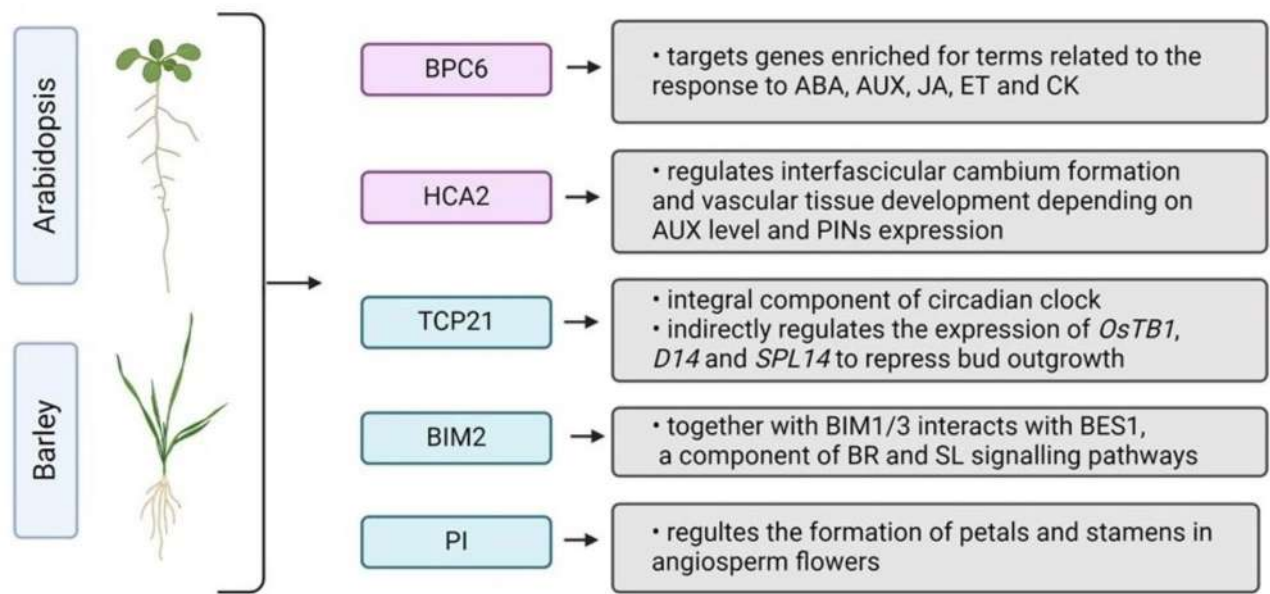 Arabidopsis
Barley
BPC6
• targets genes enriched for terms related to the
response to ABA, AUX, JA, ET and CK
HCA2
• regulates interfascicular cambium formation
and vascular tissue development depending on
AUX level and PINs expression
TCP21
• integral component of circadian clock
• indirectly regulates the expression of OsTB1,
D14 and SPL14 to repress bud outgrowth
BIM2
• together with BIM1/3 interacts with BES1,
a component of BR and SL signalling pathways
PI
• regultes the formation of petals and stamens in
angiosperm flowers